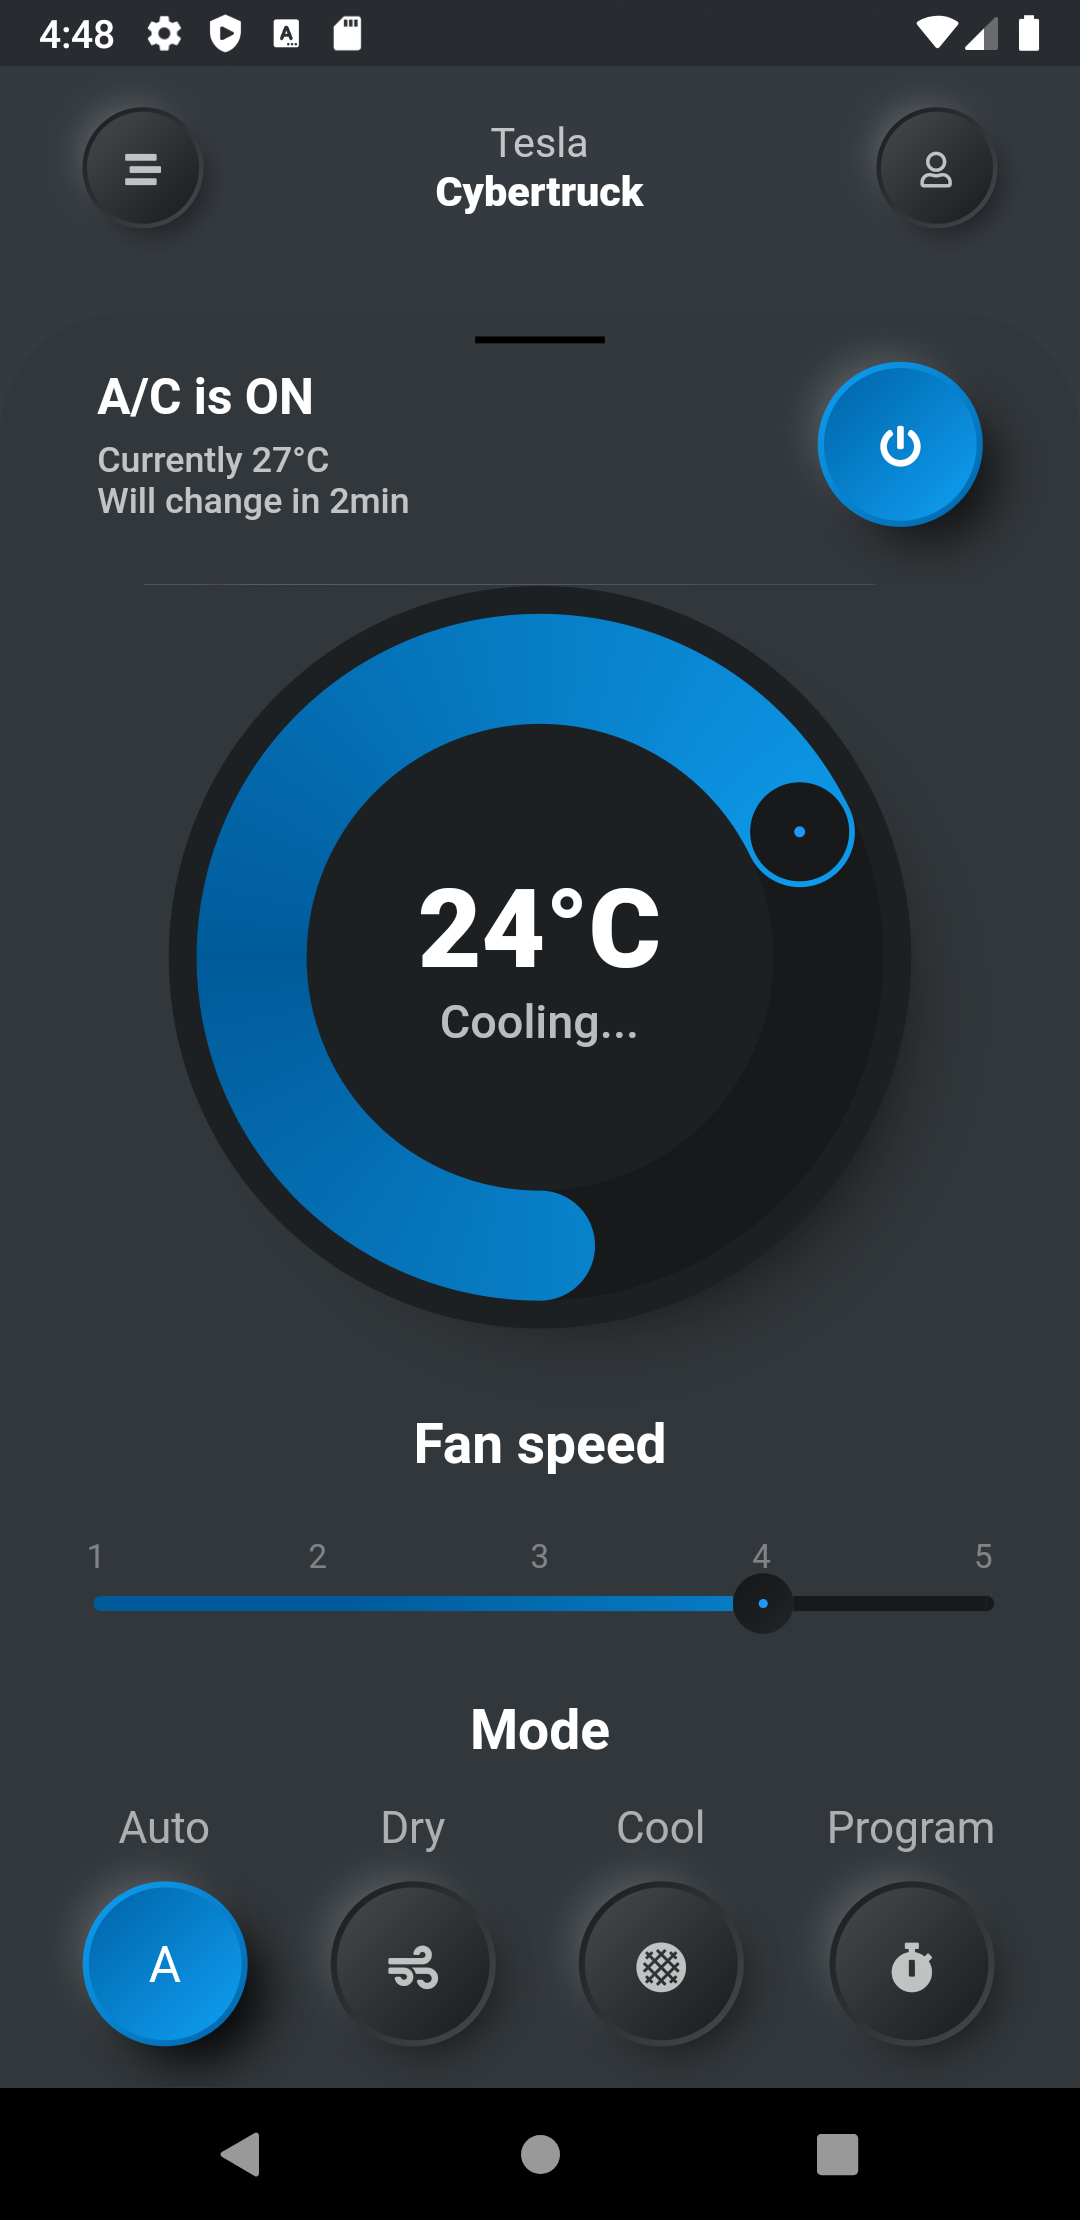 4:48
Tesla
Cybertruck
A/C is ON
Currently 27°C
Will change in 2min
24°C
Cooling...
Fan speed
1 2 3 4 5
Mode
Auto Dry Cool Program
A